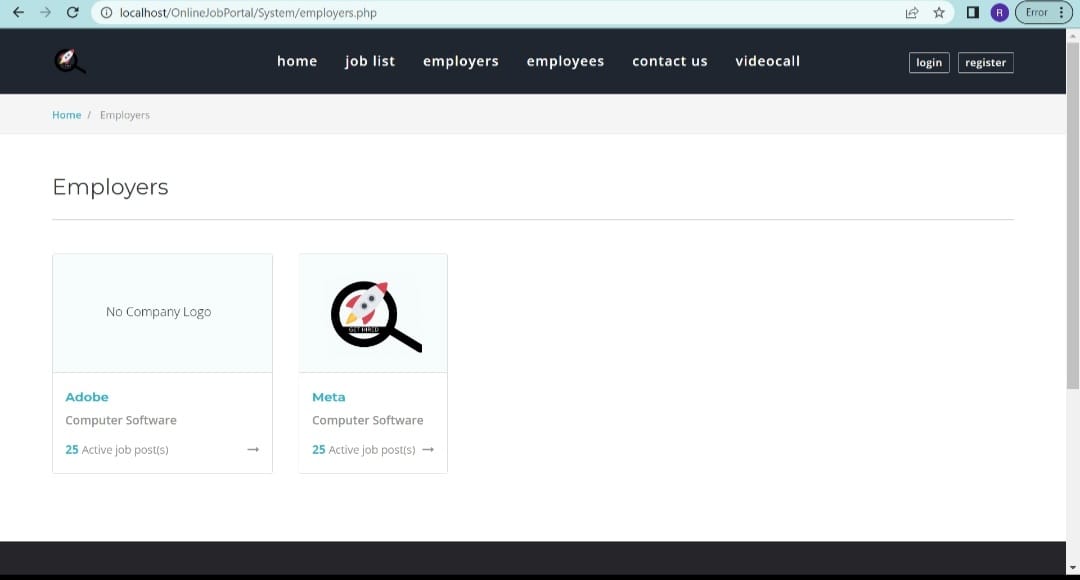 localhost/OnlineJobPortal/System/employers.php
R
Error
home job list employers employees contact us videocall
login register
Home / Employers
Employers
No Company Logo
GET HIRED
Adobe
Computer Software
25 Active job post(s) →
Meta
Computer Software
25 Active job post(s) →